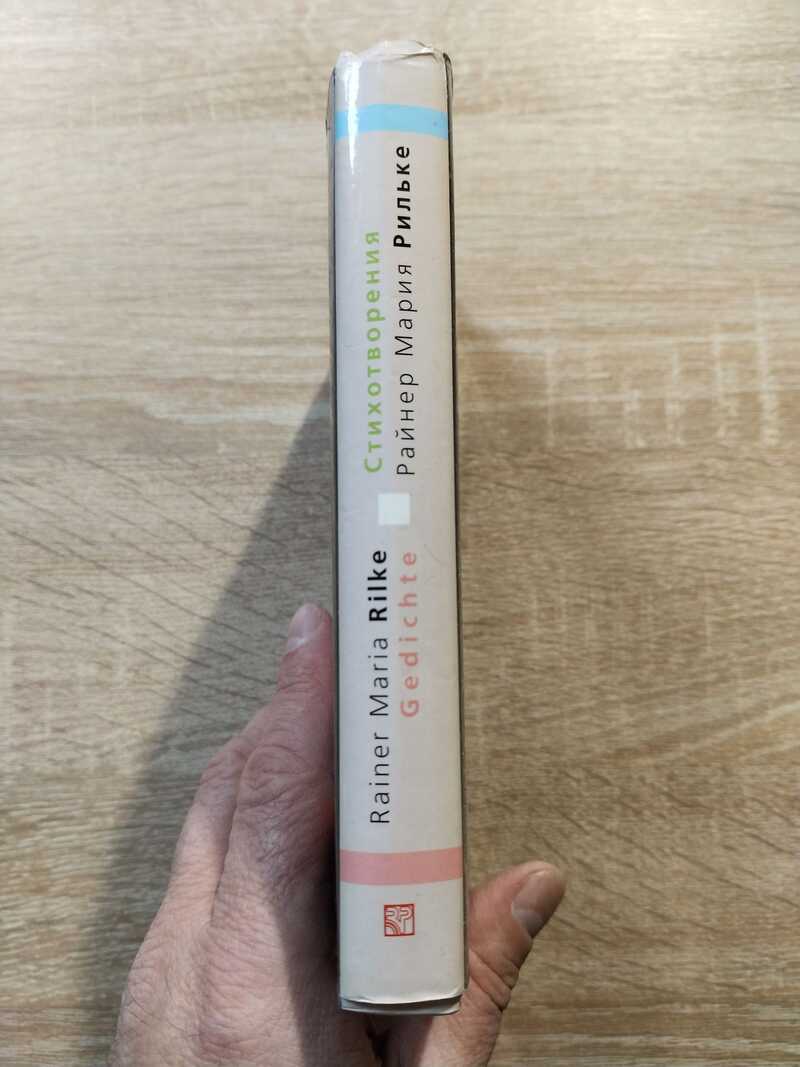 Rainer Maria Rilke
Gedichte
Стихотворения
Райнер Мария Рильке